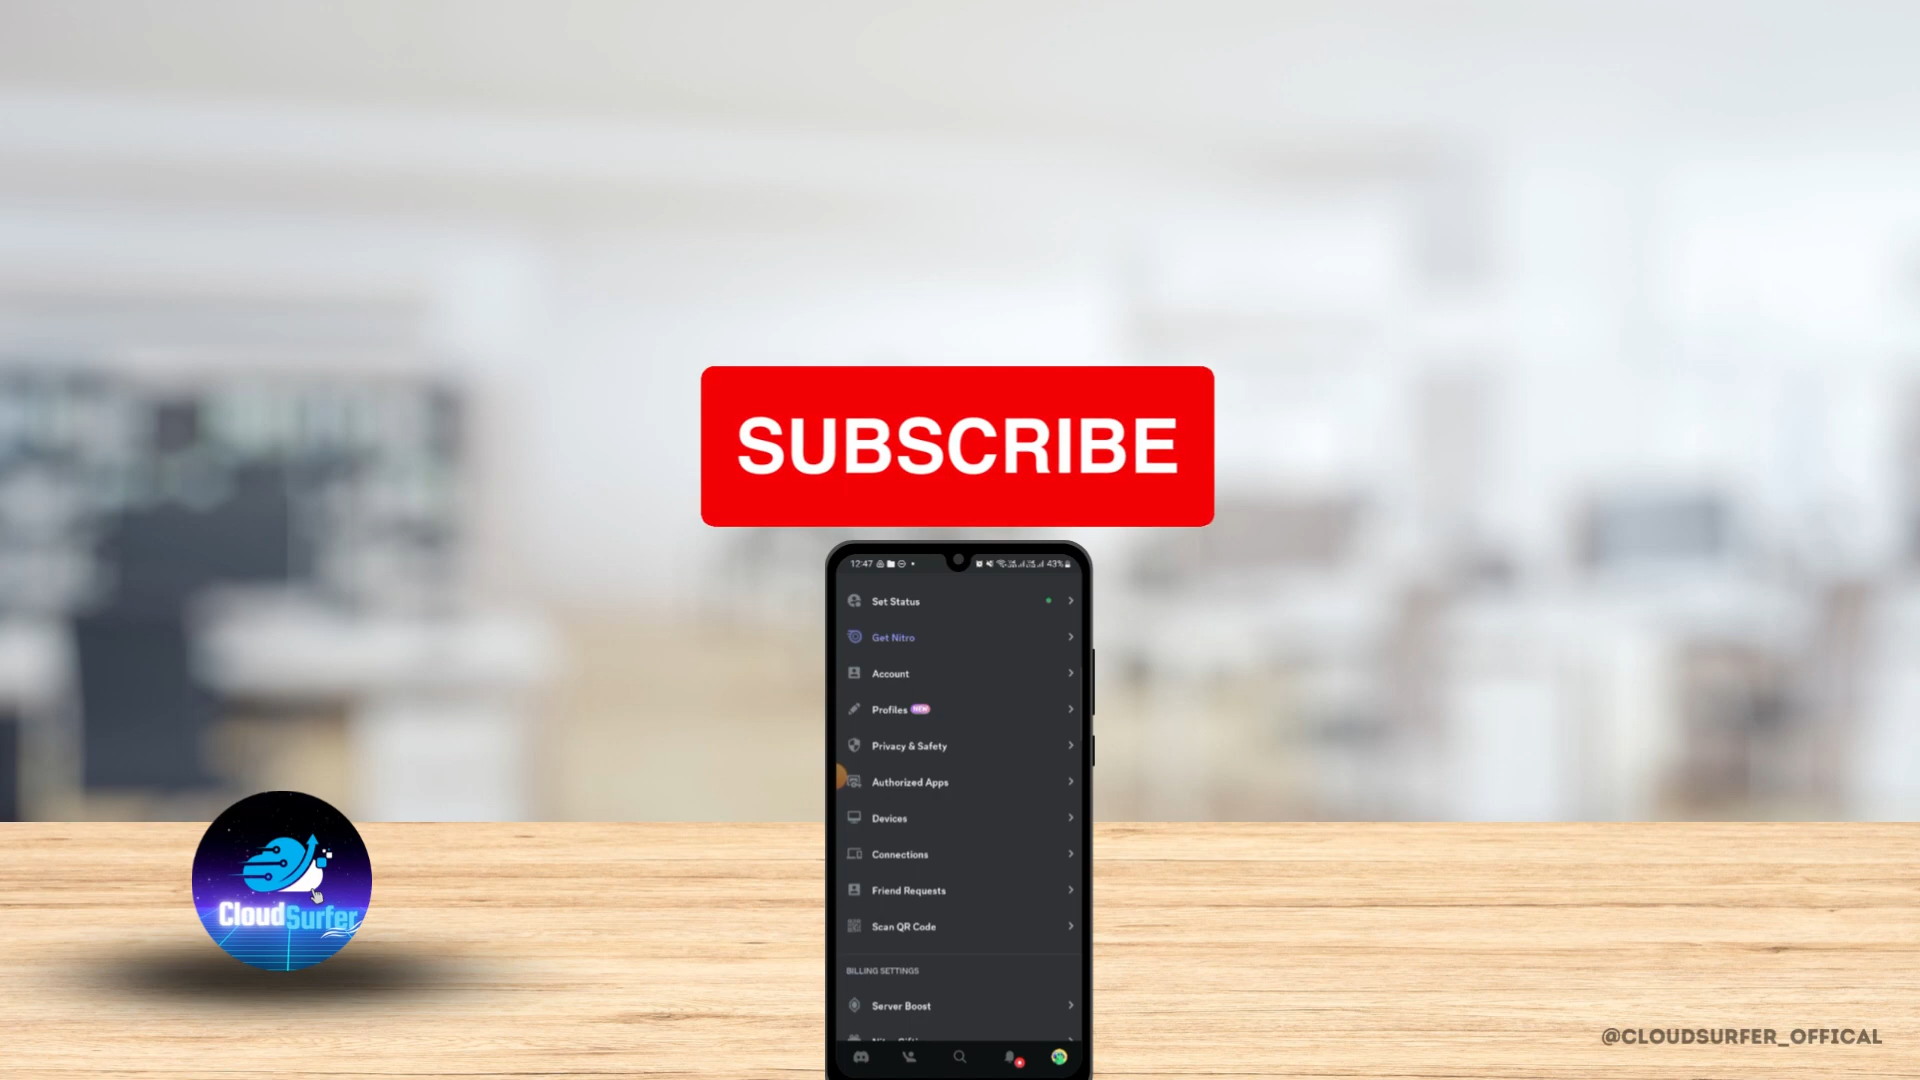 SUBSCRIBE
12:47 43%
Set Status
Get Nitro
Account
Profiles NEW
Privacy & Safety
Authorized Apps
Devices
Connections
Friend Requests
Scan QR Code
BILLING SETTINGS
Server Boost
CloudSurfer
@CLOUDSURFER_OFFICAL